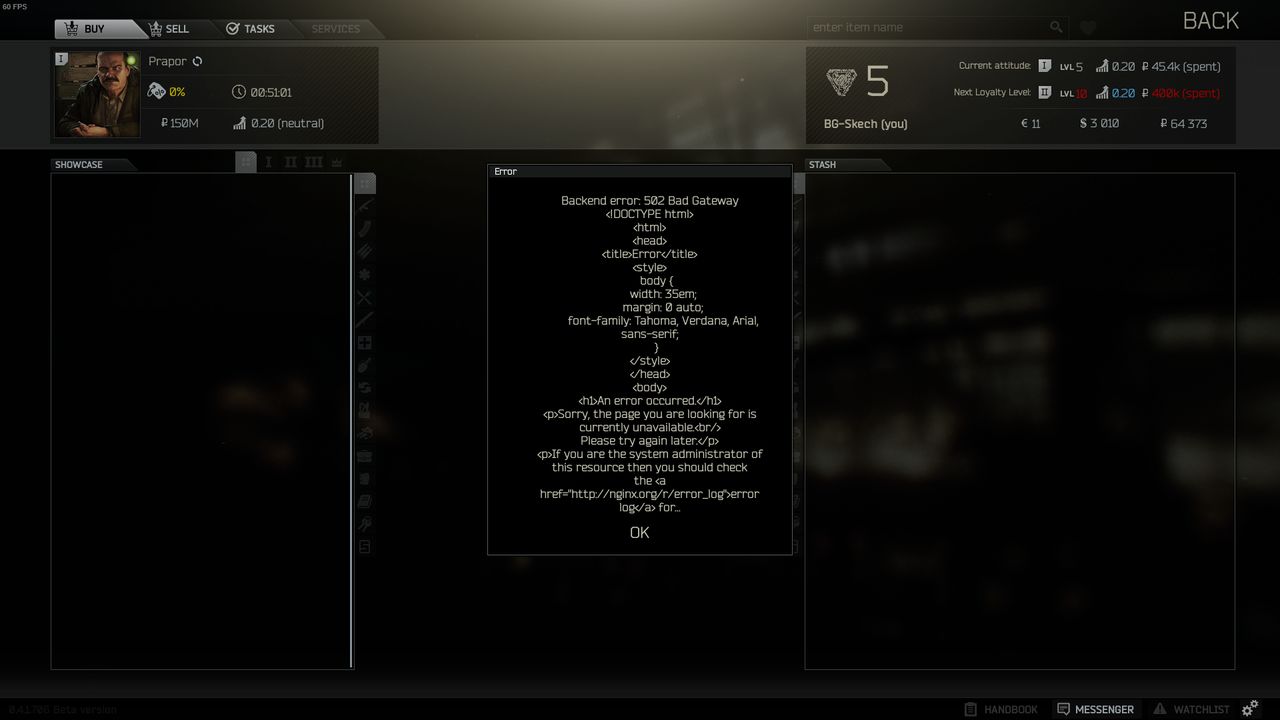 60 FPS
BUY
SELL
TASKS
SERVICES
enter item name
BACK
I
Prapor
0%
00:51:01
₽ 150M
0.20 (neutral)
5
BG-Skech (you)
Current attitude: I LVL 5 0.20 ₽ 45.4k (spent)
Next Loyalty Level: II LVL 10 0.20 ₽ 400k (spent)
€ 11 $ 3 010 ₽ 64 373
SHOWCASE
I II III
STASH
Error
Backend error: 502 Bad Gateway
<!DOCTYPE html>
<html>
<head>
<title>Error</title>
<style>
body {
width: 35em;
margin: 0 auto;
font-family: Tahoma, Verdana, Arial,
sans-serif;
}
</style>
</head>
<body>
<h1>An error occurred.</h1>
<p>Sorry, the page you are looking for is
currently unavailable.<br/>
Please try again later.</p>
<p>If you are the system administrator of
this resource then you should check
the <a
href="http://nginx.org/r/error_log">error
log</a> for...
OK
Beta version
HANDBOOK
MESSENGER
WATCHLIST